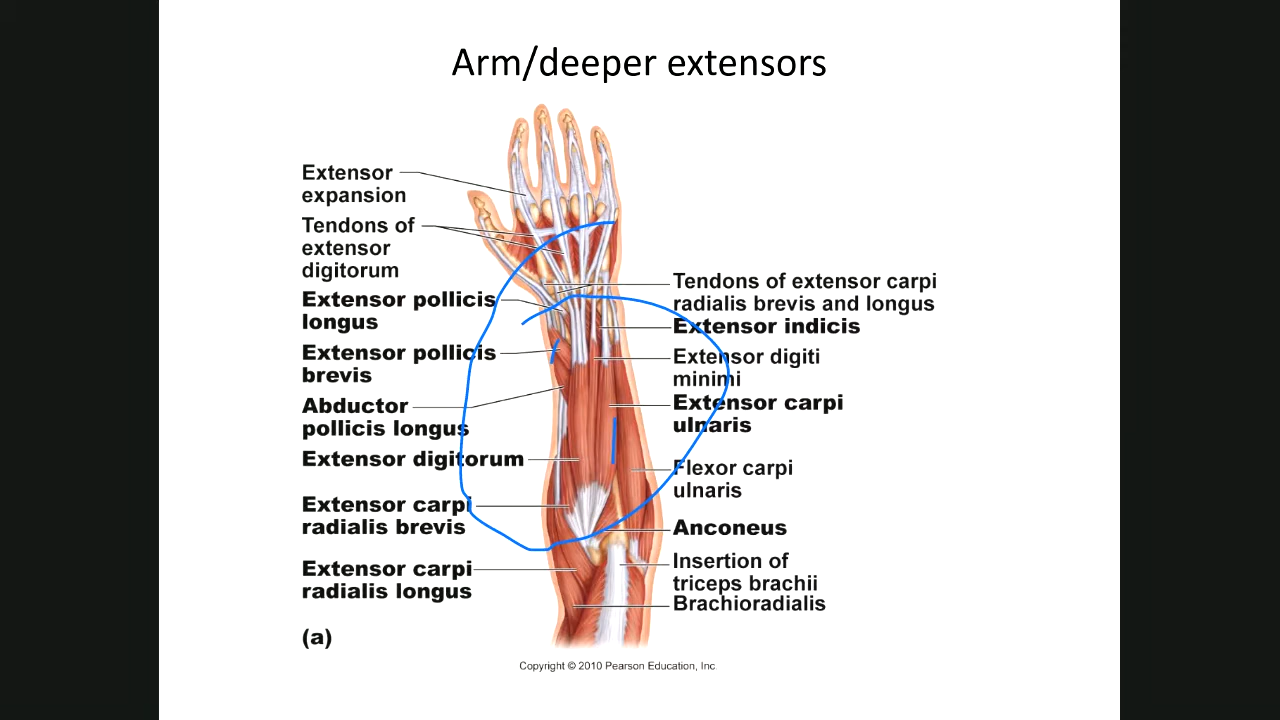 Arm/deeper extensors
Extensor
expansion
Tendons of
extensor
digitorum
Extensor pollicis
longus
Extensor pollicis
brevis
Abductor
pollicis longus
Extensor digitorum
Extensor carpi
radialis brevis
Extensor carpi
radialis longus
(a)
Tendons of extensor carpi
radialis brevis and longus
Extensor indicis
Extensor digiti
minimi
Extensor carpi
ulnaris
Flexor carpi
ulnaris
Anconeus
Insertion of
triceps brachii
Brachioradialis
Copyright © 2010 Pearson Education, Inc.